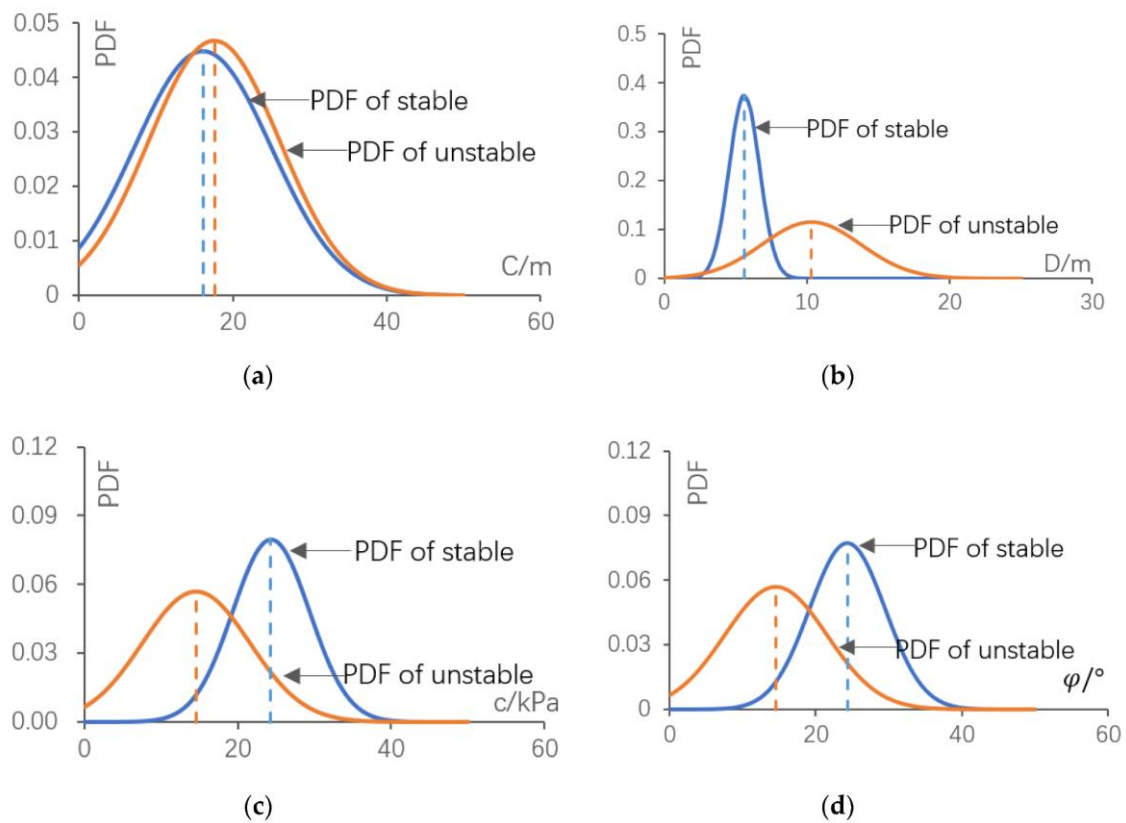 0.05
PDF
0.04
PDF of stable
0.03
PDF of unstable
0.02
0.01
C/m
0
0 20 40 60
(a)
0.5
PDF
0.4
PDF of stable
0.3
0.2
PDF of unstable
0.1
0
D/m
0 10 20 30
(b)
0.12
PDF
0.09
PDF of stable
0.06
0.03
PDF of unstable
c/kPa
0.00
0 20 40 60
(c)
0.12
PDF
0.09
PDF of stable
0.06
0.03
PDF of unstable
φ/°
0
0 20 40 60
(d)